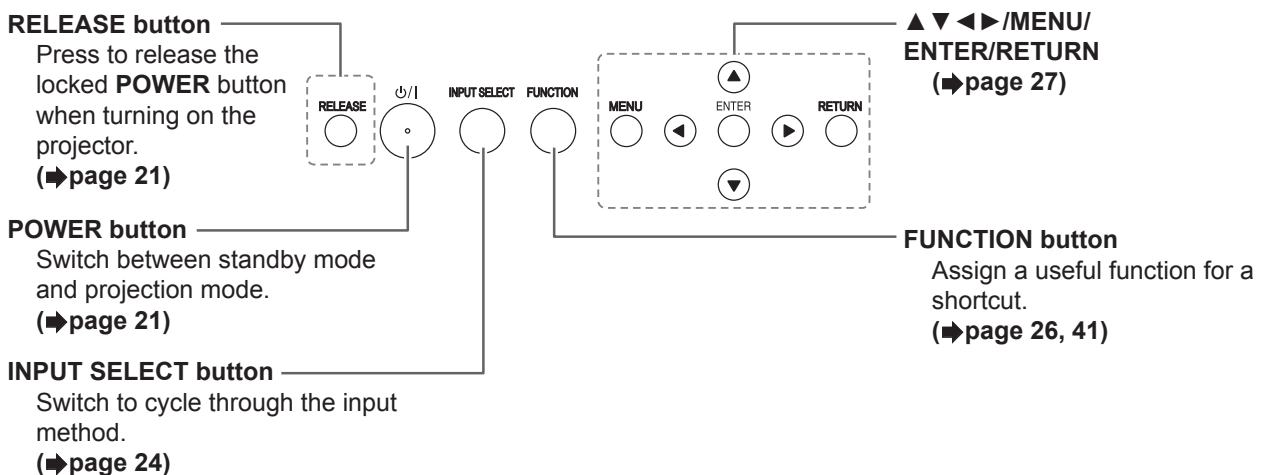 RELEASE button
Press to release the
locked POWER button
when turning on the
projector.
(➡page 21)
POWER button
Switch between standby mode
and projection mode.
(➡page 21)
INPUT SELECT button
Switch to cycle through the input
method.
(➡page 24)
RELEASE
⏻/|
INPUT SELECT
FUNCTION
MENU
ENTER
RETURN
▲▼◀▶/MENU/
ENTER/RETURN
(➡page 27)
FUNCTION button
Assign a useful function for a
shortcut.
(➡page 26, 41)